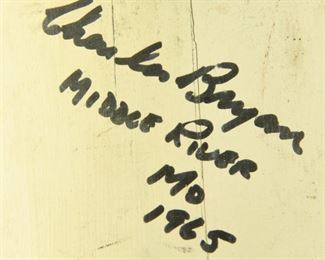 Charles Bryan
MIDDLE RIVER
MD
1965